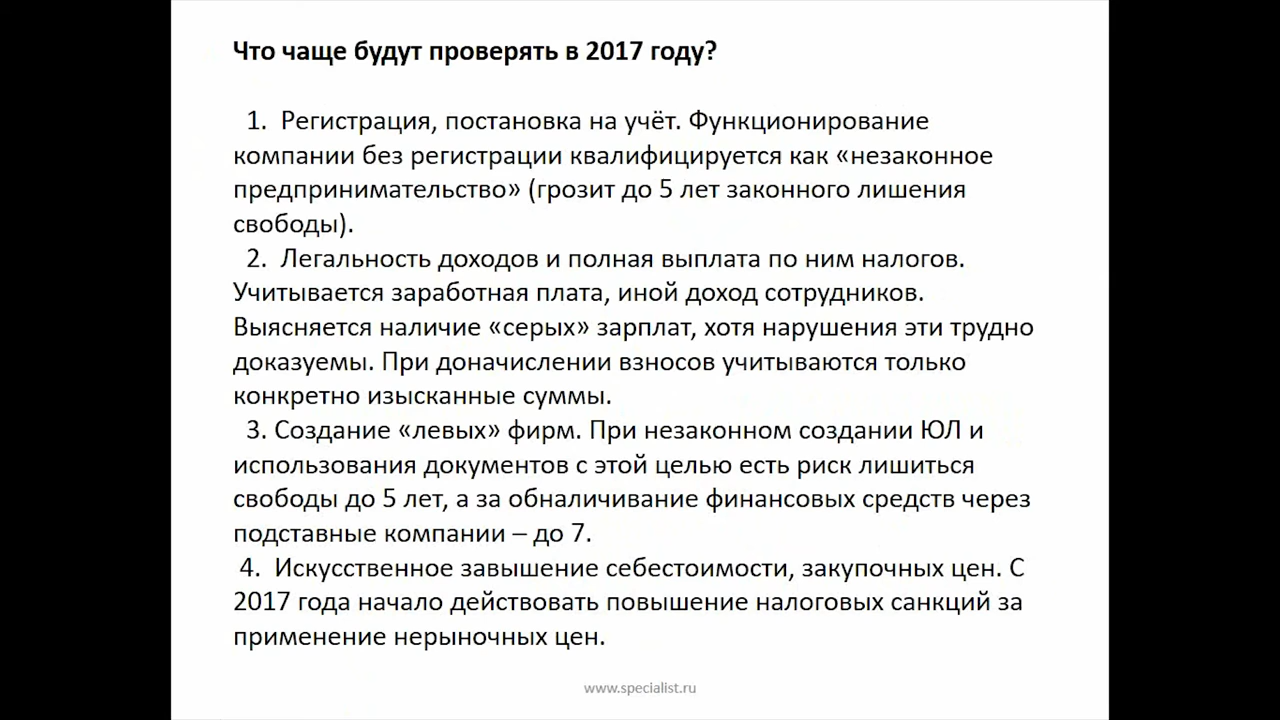 Что чаще будут проверять в 2017 году?
1. Регистрация, постановка на учёт. Функционирование
компании без регистрации квалифицируется как «незаконное
предпринимательство» (грозит до 5 лет законного лишения
свободы).
2. Легальность доходов и полная выплата по ним налогов.
Учитывается заработная плата, иной доход сотрудников.
Выясняется наличие «серых» зарплат, хотя нарушения эти трудно
доказуемы. При доначислении взносов учитываются только
конкретно изысканные суммы.
3. Создание «левых» фирм. При незаконном создании ЮЛ и
использования документов с этой целью есть риск лишиться
свободы до 5 лет, а за обналичивание финансовых средств через
подставные компании – до 7.
4. Искусственное завышение себестоимости, закупочных цен. С
2017 года начало действовать повышение налоговых санкций за
применение нерыночных цен.
www.specialist.ru